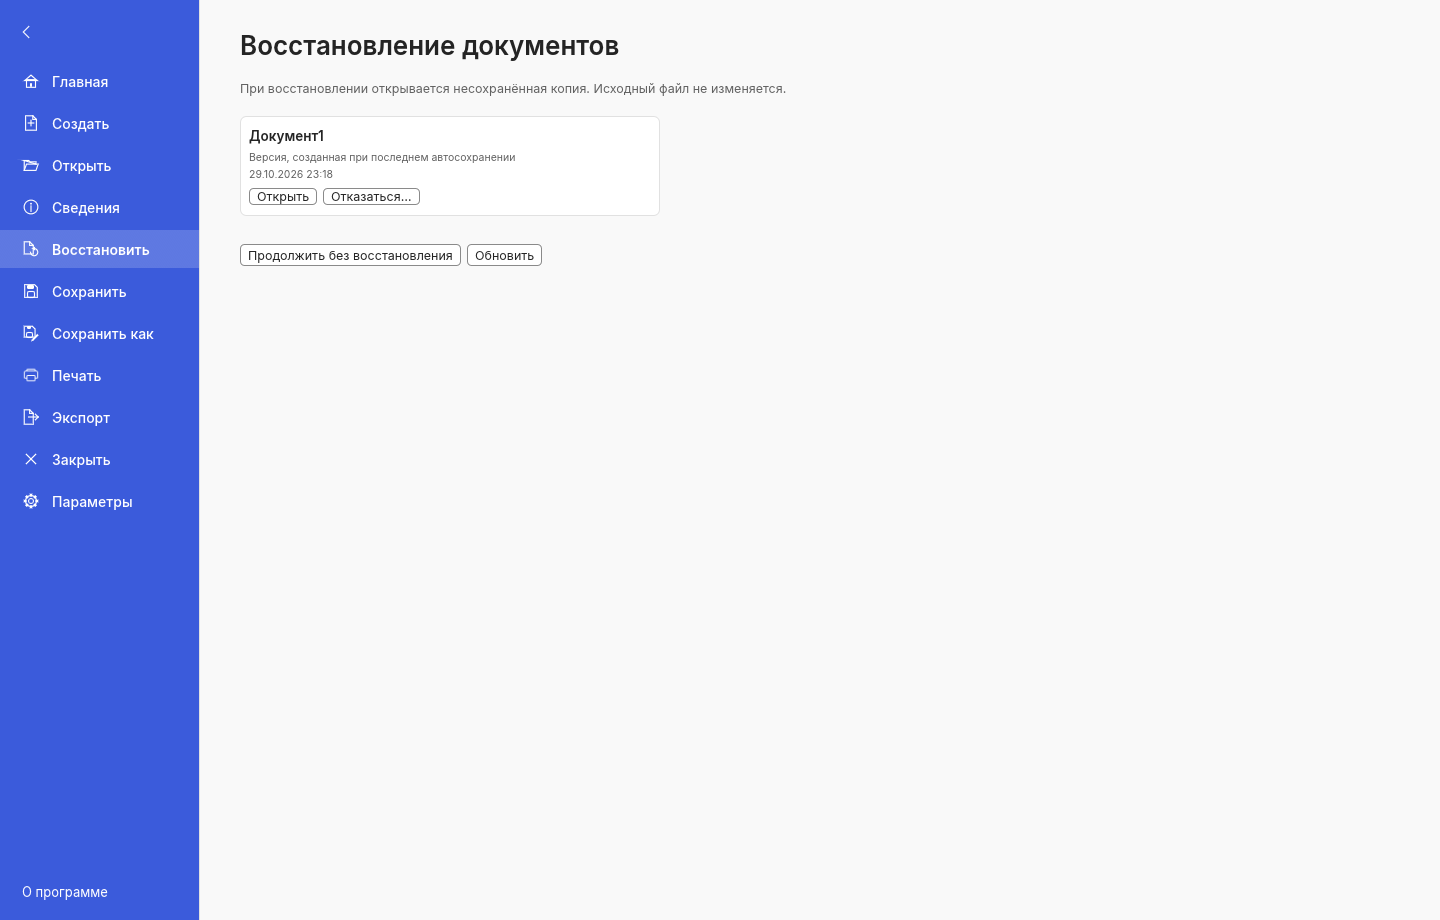 Главная
Создать
Открыть
Сведения
Восстановить
Сохранить
Сохранить как
Печать
Экспорт
Закрыть
Параметры
О программе
Восстановление документов
При восстановлении открывается несохранённая копия. Исходный файл не изменяется.
Документ1
Версия, созданная при последнем автосохранении
29.10.2026 23:18
Открыть Отказаться...
Продолжить без восстановления Обновить